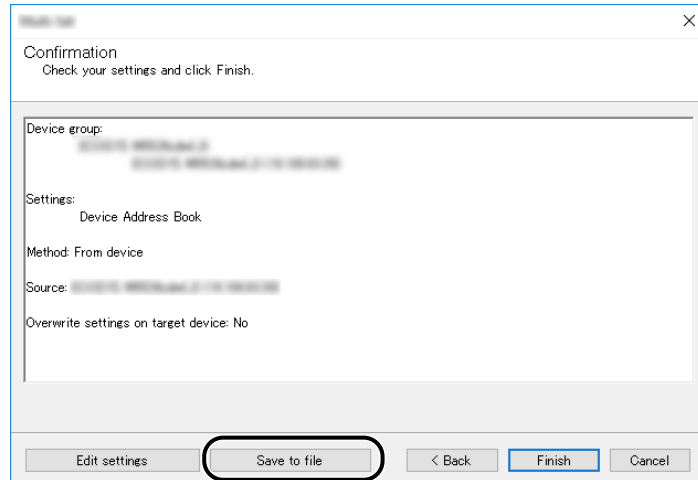 Confirmation
Check your settings and click Finish.
Device group:
Settings:
Device Address Book
Method: From device
Source:
Overwrite settings on target device: No
Edit settings
Save to file
< Back
Finish
Cancel